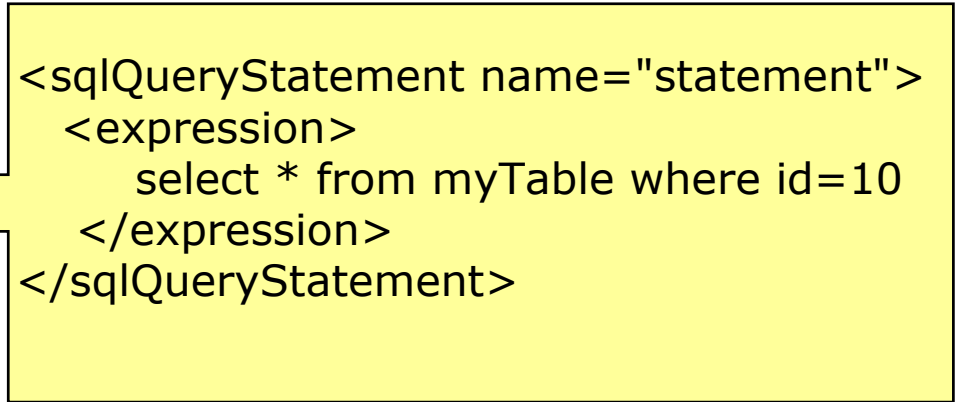 <sqlQueryStatement name="statement">
<expression>
select * from myTable where id=10
</expression>
</sqlQueryStatement>